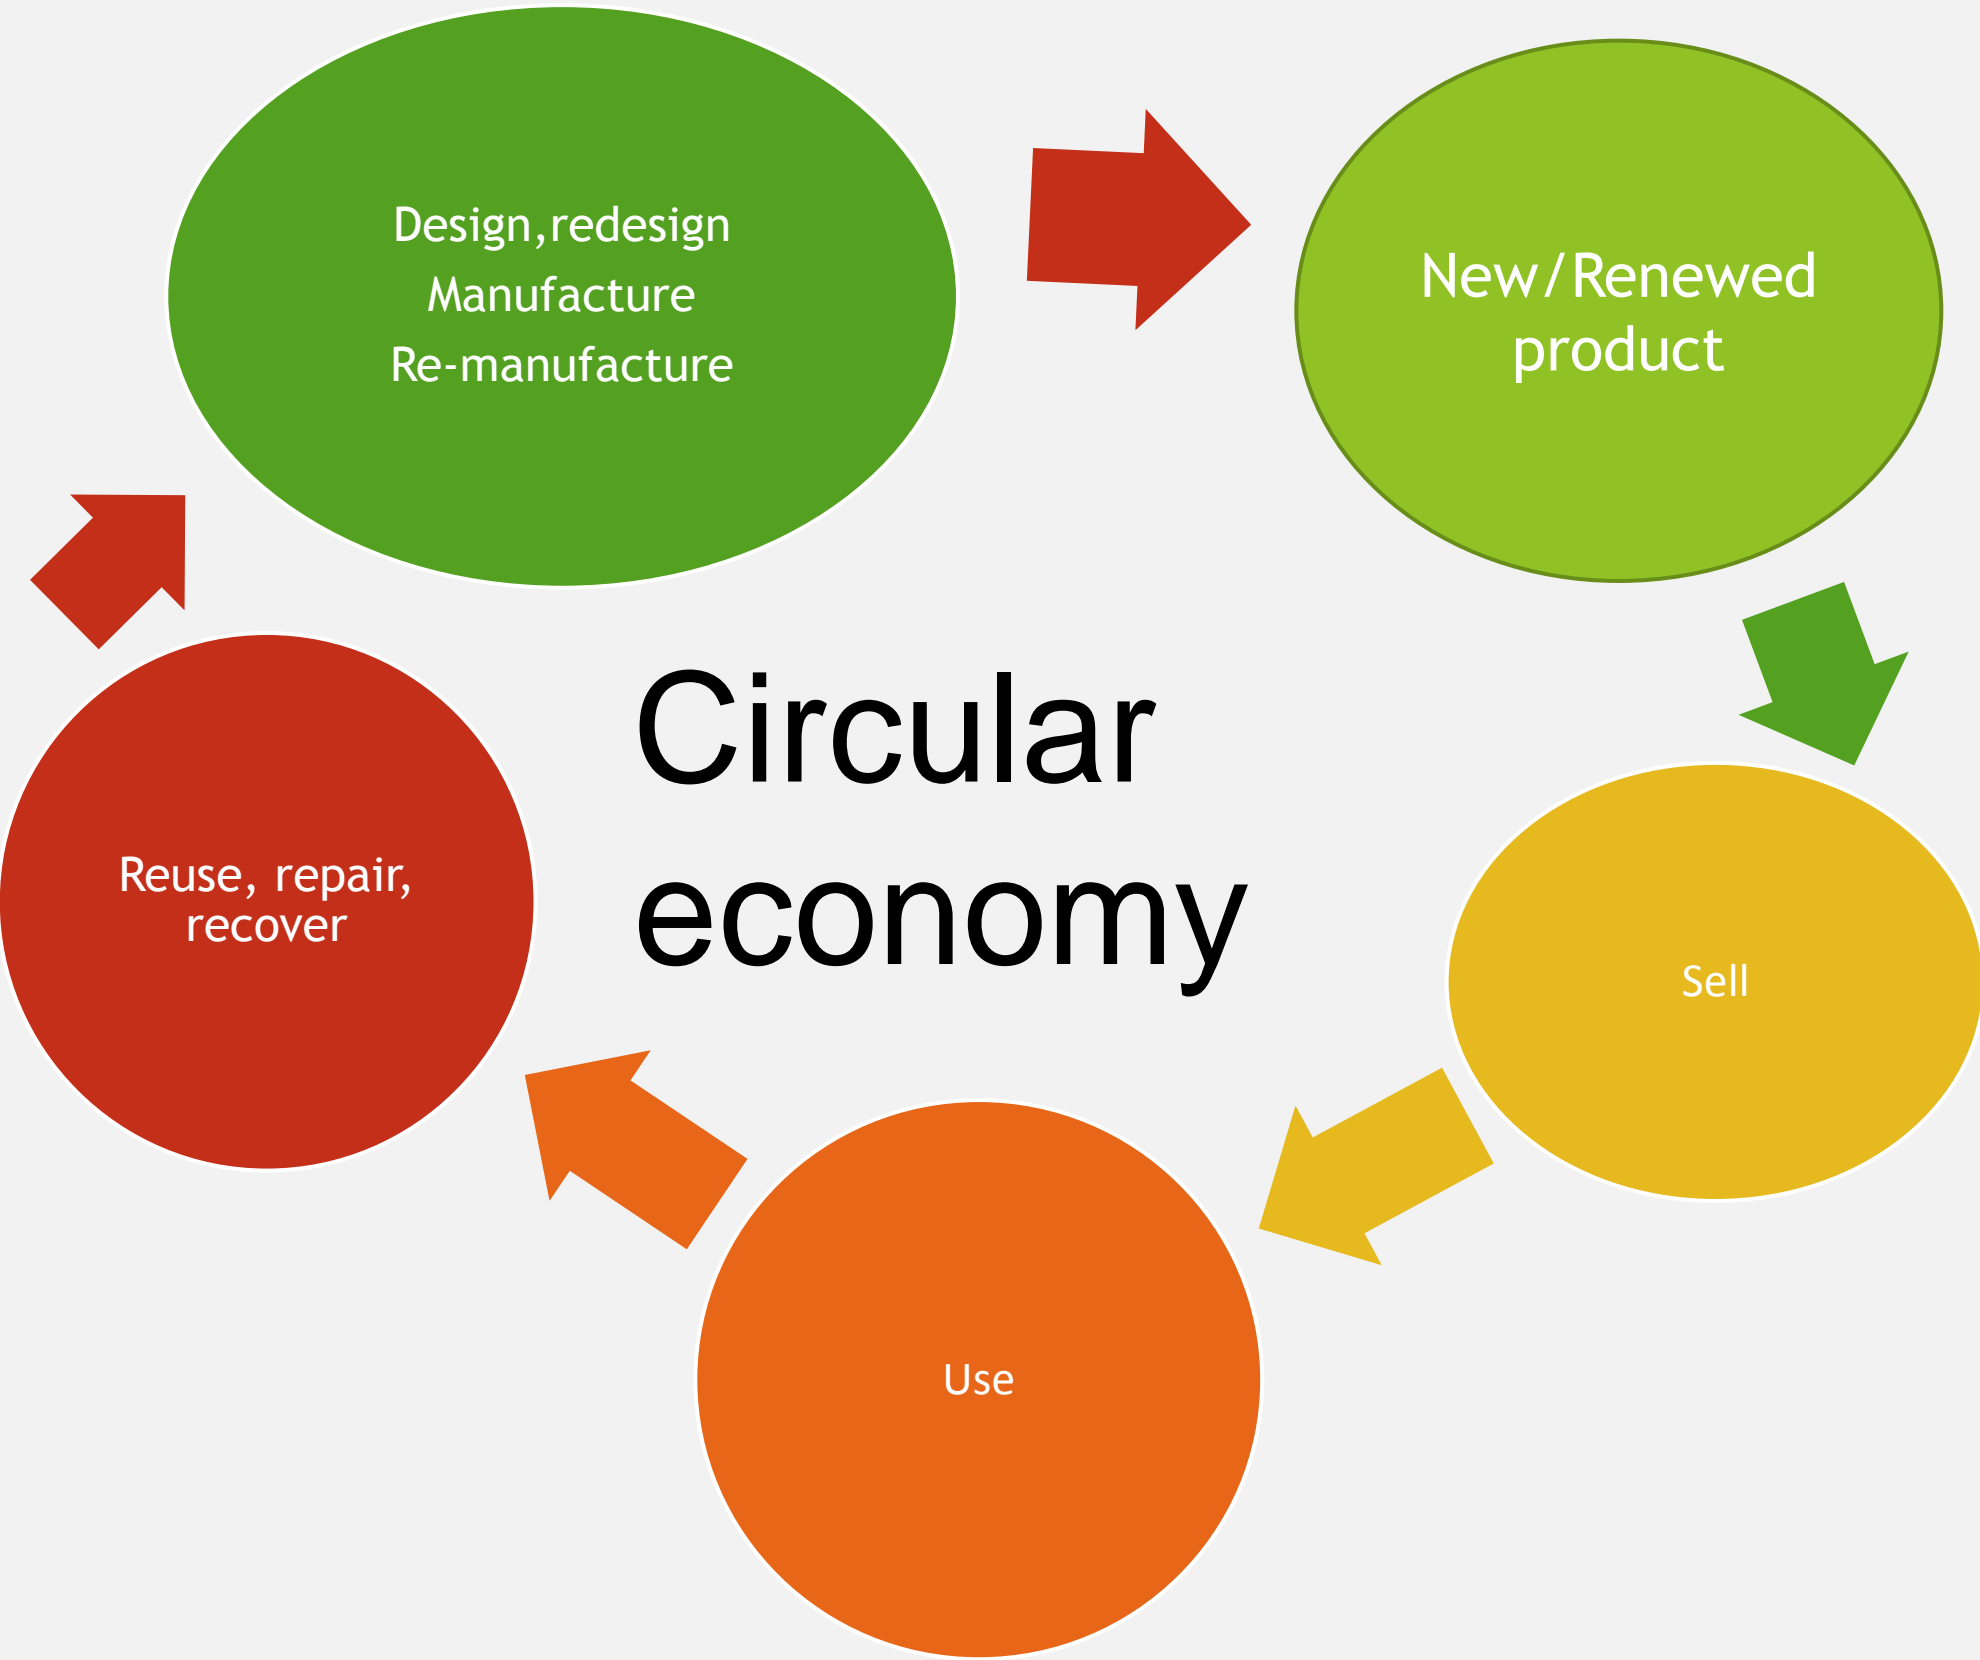 Design,redesign
Manufacture
Re-manufacture
New/Renewed
product
Circular
economy
Reuse, repair,
recover
Sell
Use